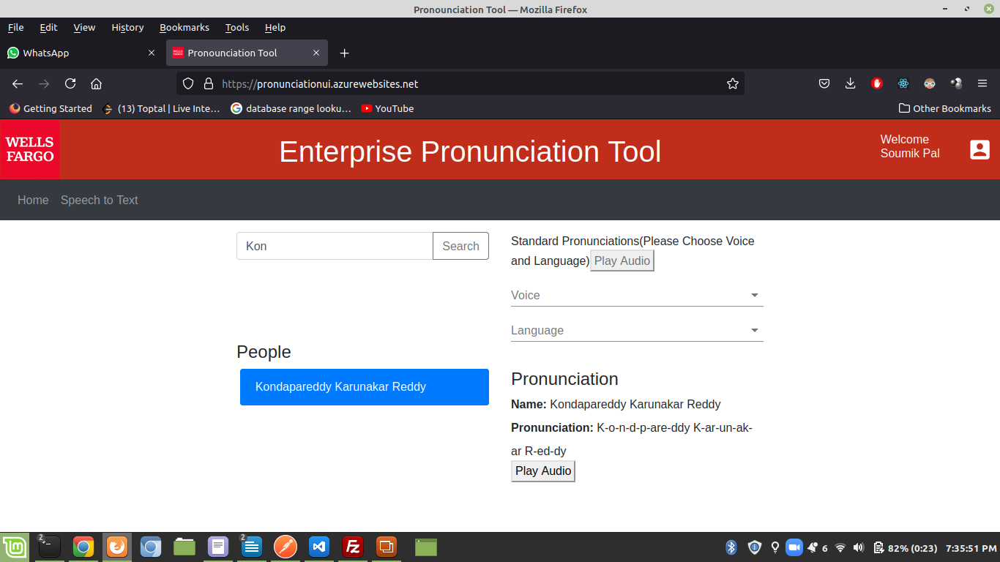 Pronounciation Tool — Mozilla Firefox
File Edit View History Bookmarks Tools Help
WhatsApp
WELLS FARGO Pronounciation Tool
https://pronunciationui.azurewebsites.net
Getting Started (13) Toptal | Live Inte… database range looku… YouTube Other Bookmarks
WELLS
FARGO
Enterprise Pronunciation Tool
Welcome
Soumik Pal
Home Speech to Text
Kon Search
People
Kondapareddy Karunakar Reddy
Standard Pronunciations(Please Choose Voice
and Language) Play Audio
Voice
Language
Pronunciation
Name: Kondapareddy Karunakar Reddy
Pronunciation: K-o-n-d-p-are-ddy K-ar-un-ak-
ar R-ed-dy
Play Audio
2 2 6 82% (0:23) 7:35:51 PM